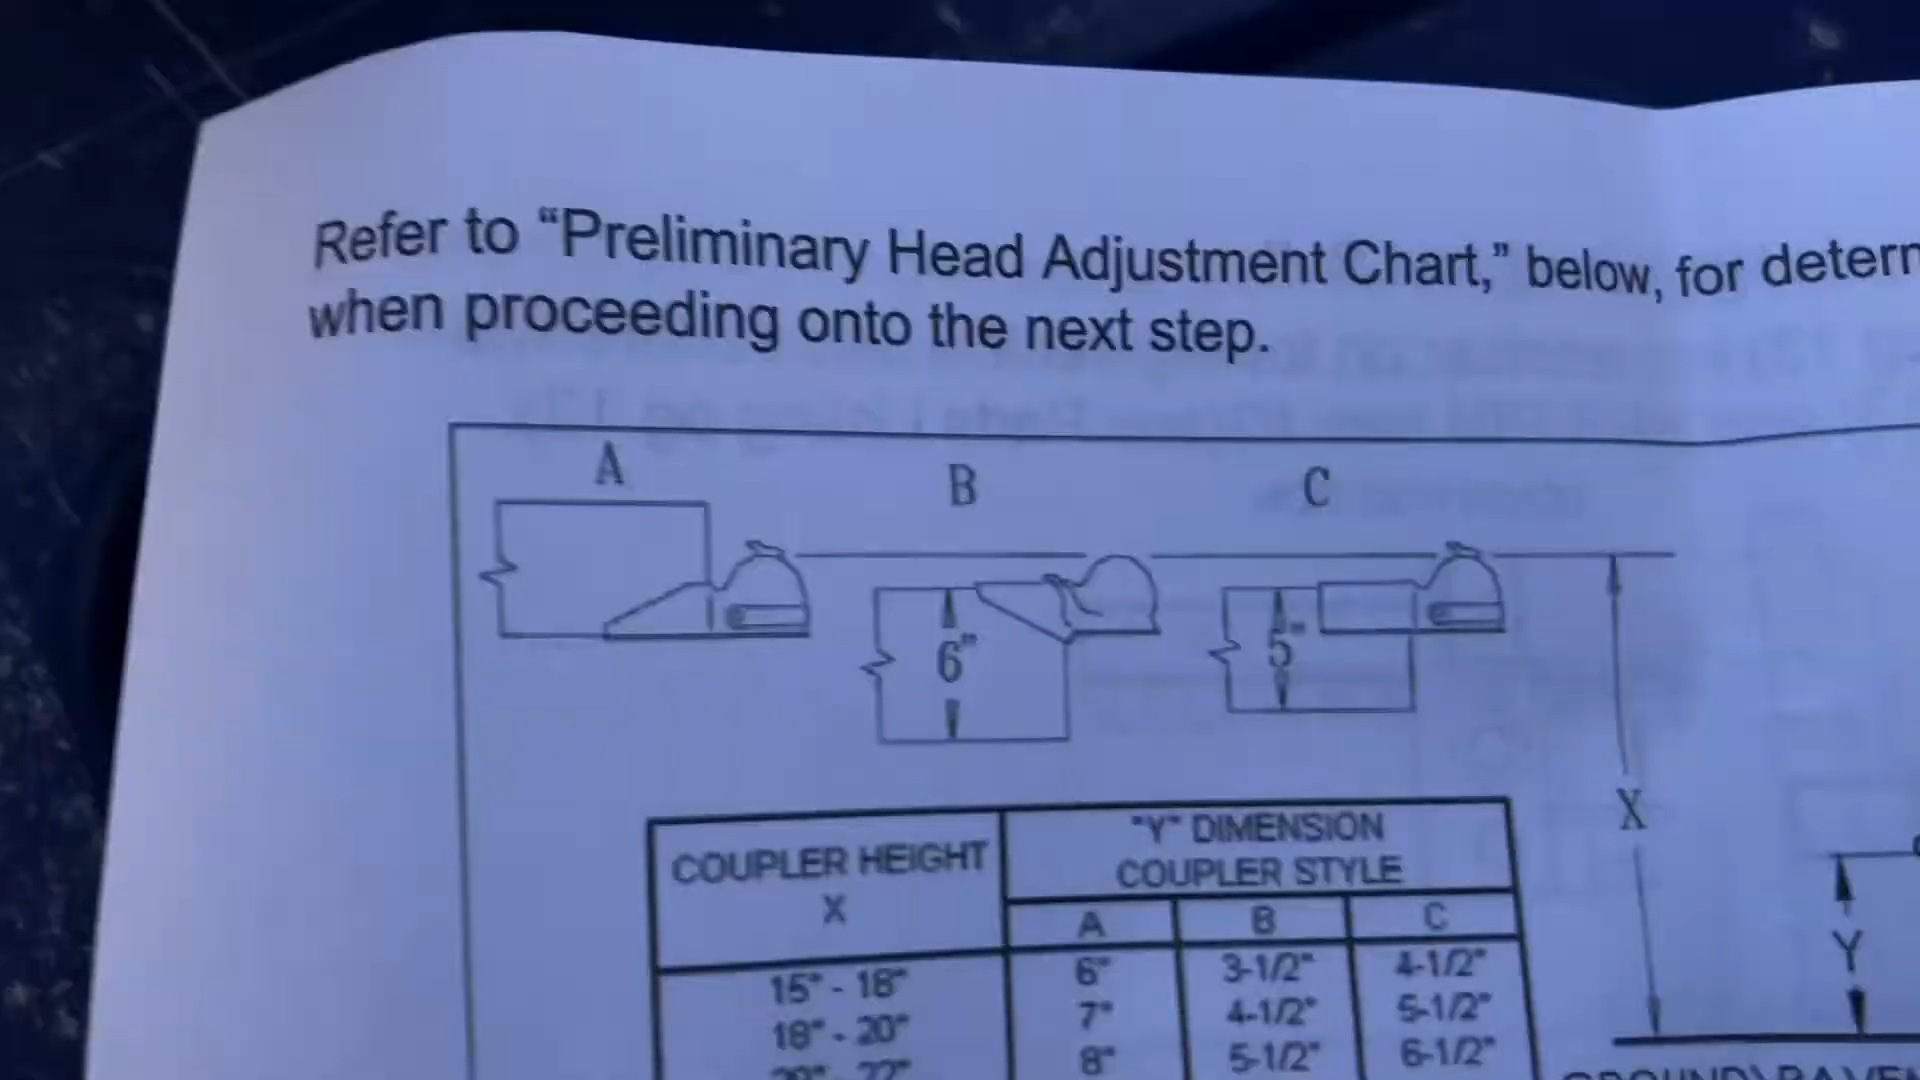 Refer to “Preliminary Head Adjustment Chart,” below, for
when proceeding onto the next step.
A B C
6" 5"
X
COUPLER HEIGHT
X
"Y" DIMENSION
COUPLER STYLE
A B C
15" - 18" 6" 3-1/2" 4-1/2"
18" - 20" 7" 4-1/2" 5-1/2"
8" 5-1/2" 6-1/2"
Y